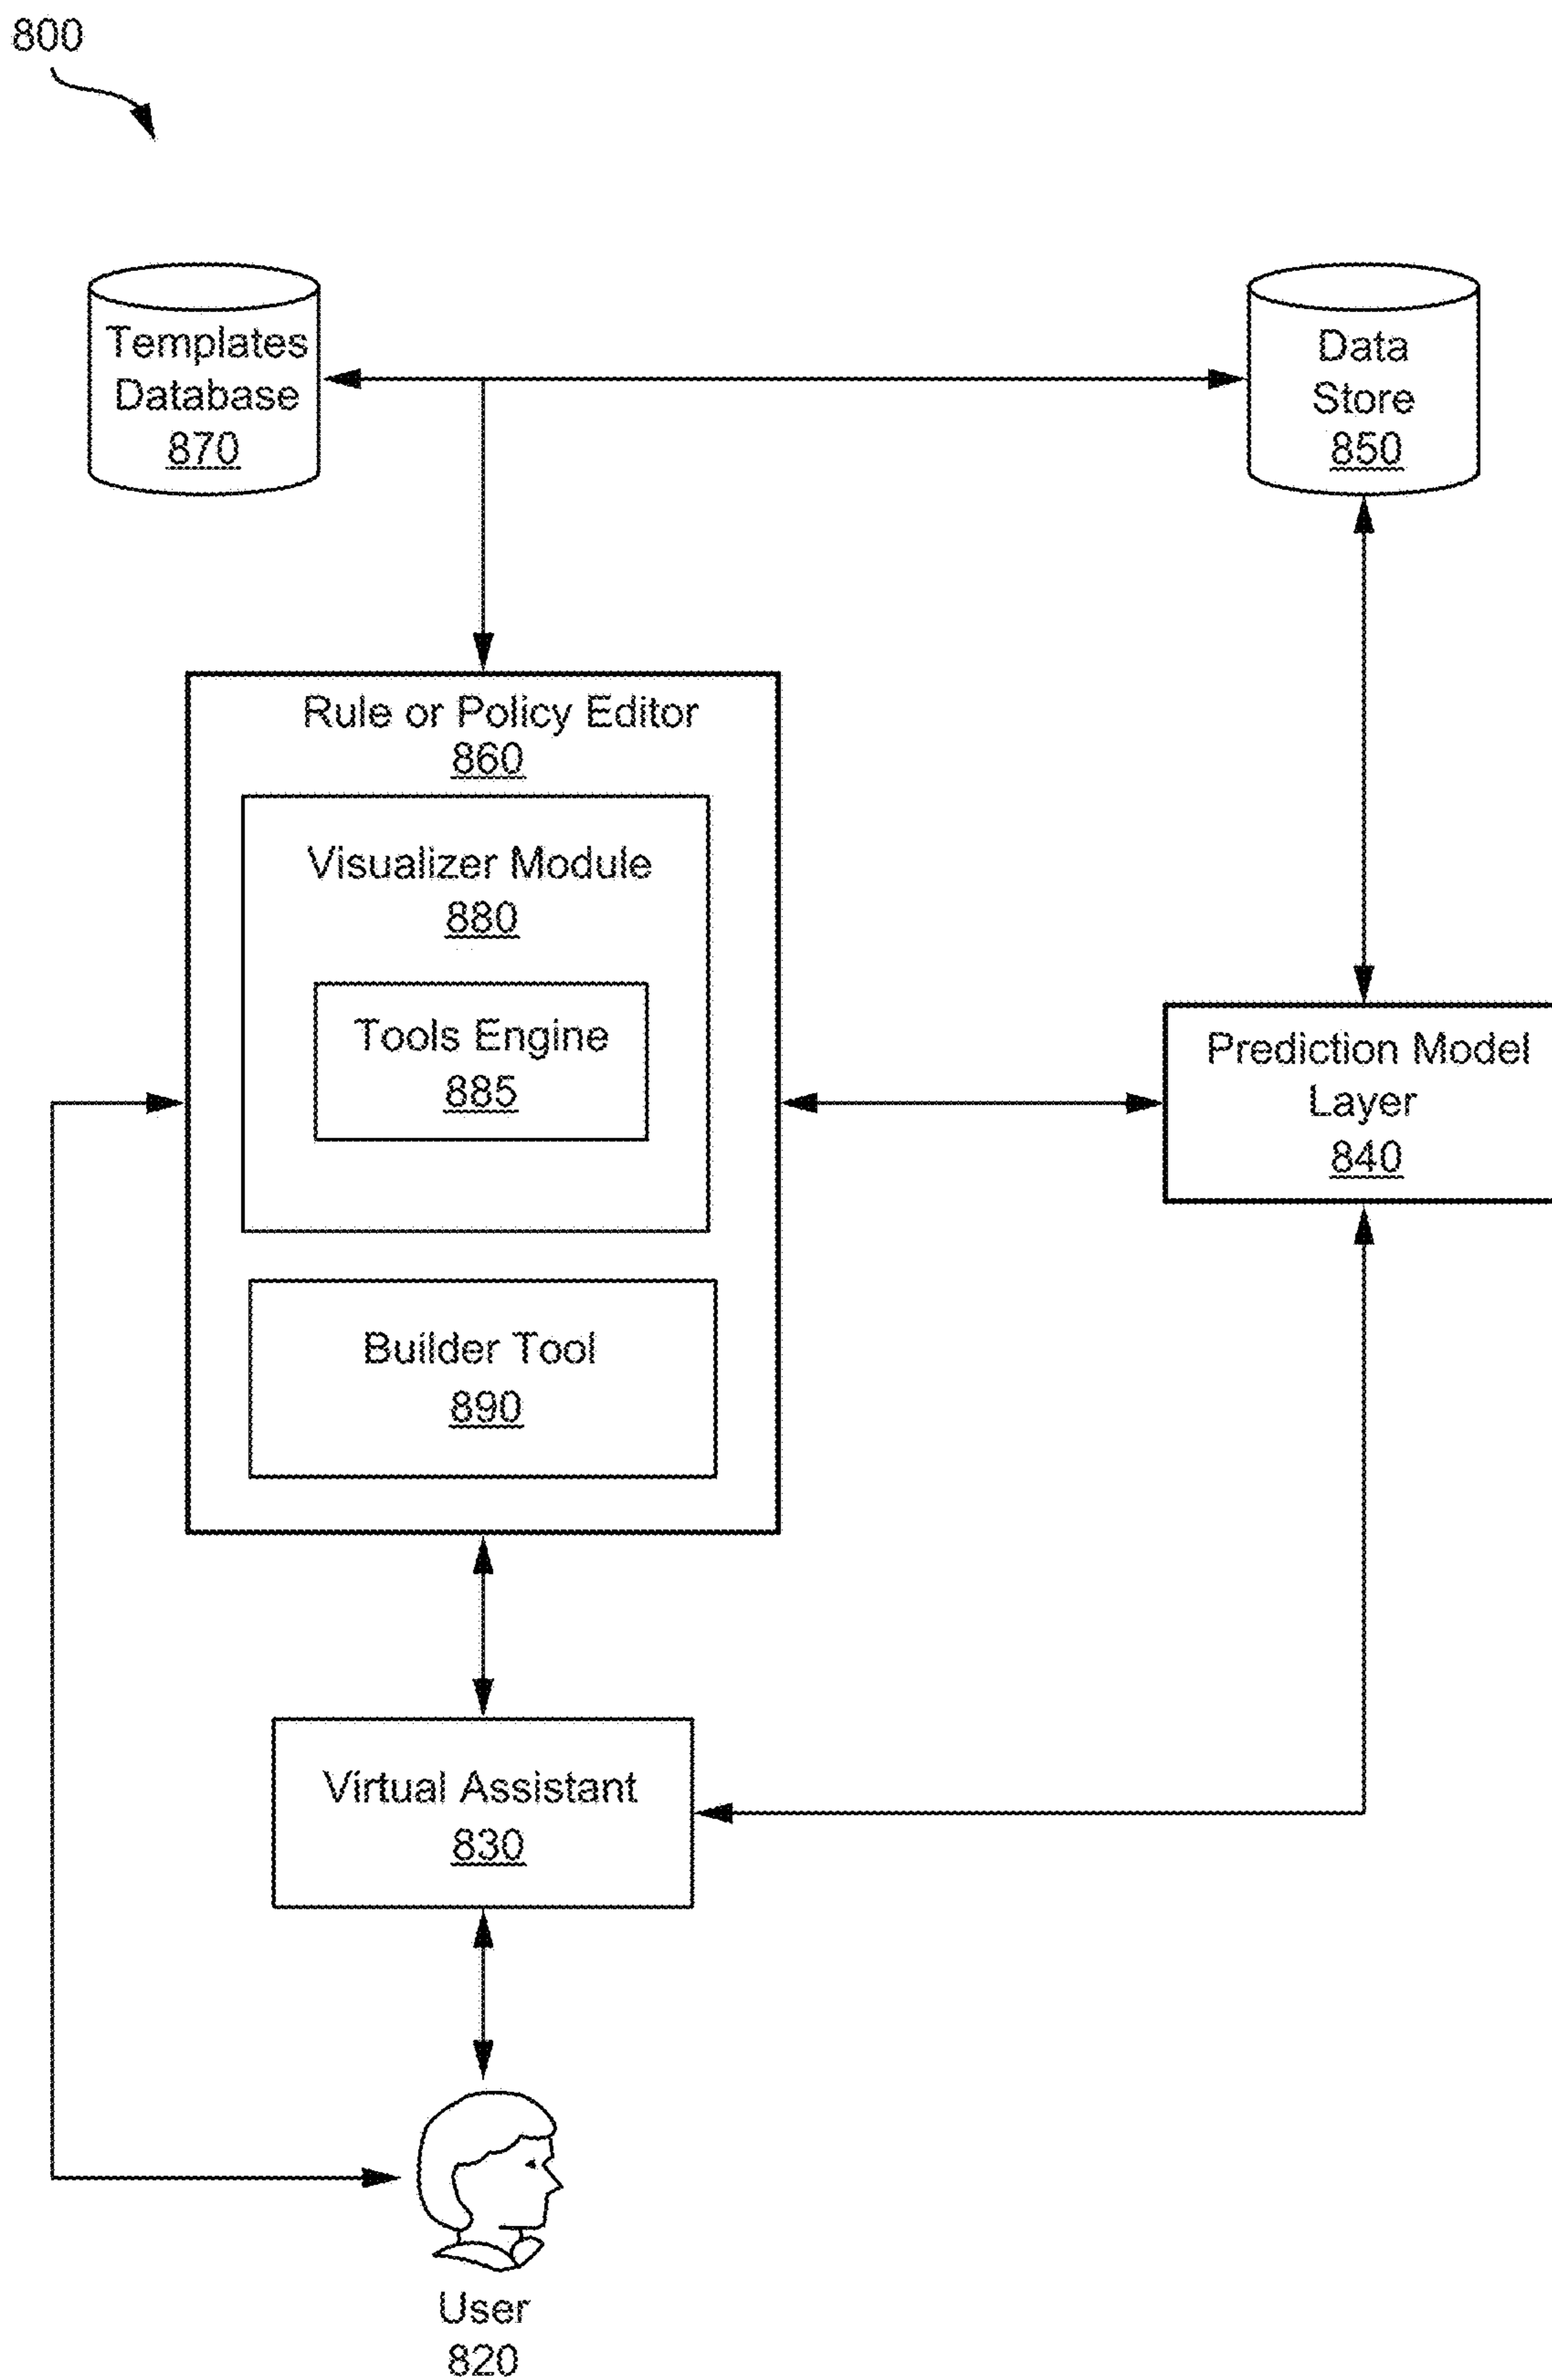 800
Templates
Database
870
Data
Store
850
Rule or Policy Editor
860
Visualizer Module
880
Tools Engine
885
Prediction Model
Layer
840
Builder Tool
890
Virtual Assistant
830
User
820